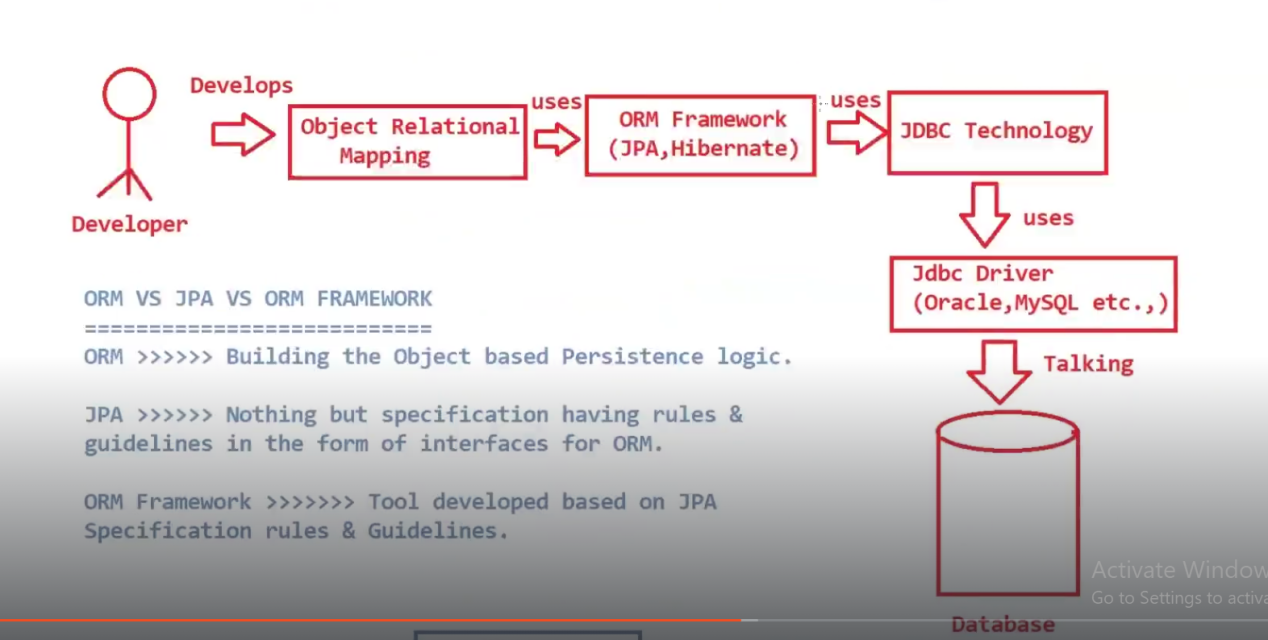 Develops
Object Relational
Mapping
uses
ORM Framework
(JPA,Hibernate)
uses
JDBC Technology
Developer
uses
Jdbc Driver
(Oracle,MySQL etc.,)
Talking
Database
ORM VS JPA VS ORM FRAMEWORK
===========================
ORM >>>>>> Building the Object based Persistence logic.
JPA >>>>>> Nothing but specification having rules &
guidelines in the form of interfaces for ORM.
ORM Framework >>>>>>> Tool developed based on JPA
Specification rules & Guidelines.
Activate Window
Go to Settings to activa